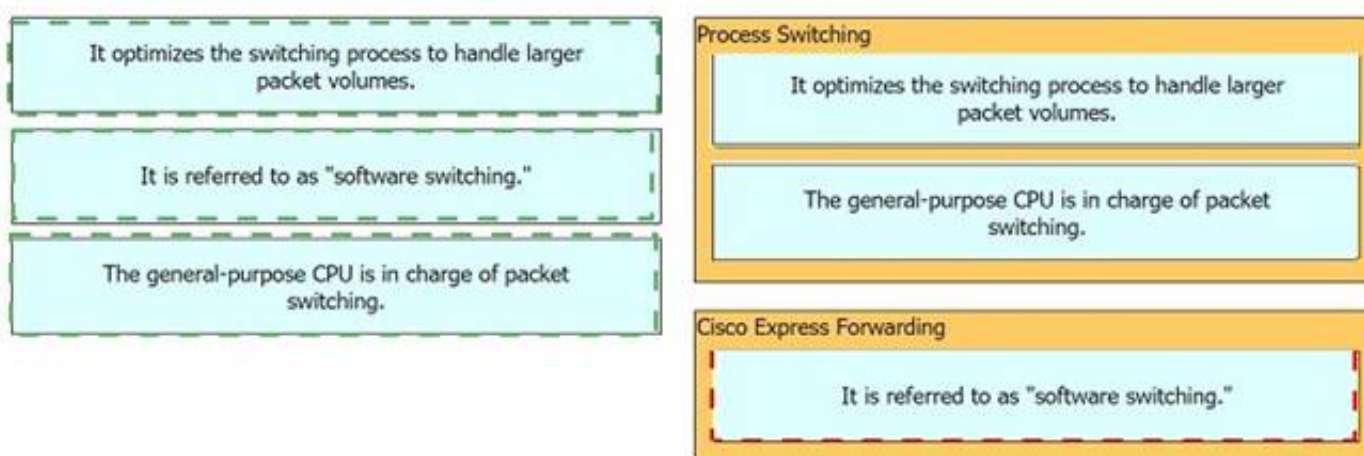 It optimizes the switching process to handle larger
packet volumes.
It is referred to as "software switching."
The general-purpose CPU is in charge of packet
switching.
Process Switching
It optimizes the switching process to handle larger
packet volumes.
The general-purpose CPU is in charge of packet
switching.
Cisco Express Forwarding
It is referred to as "software switching."